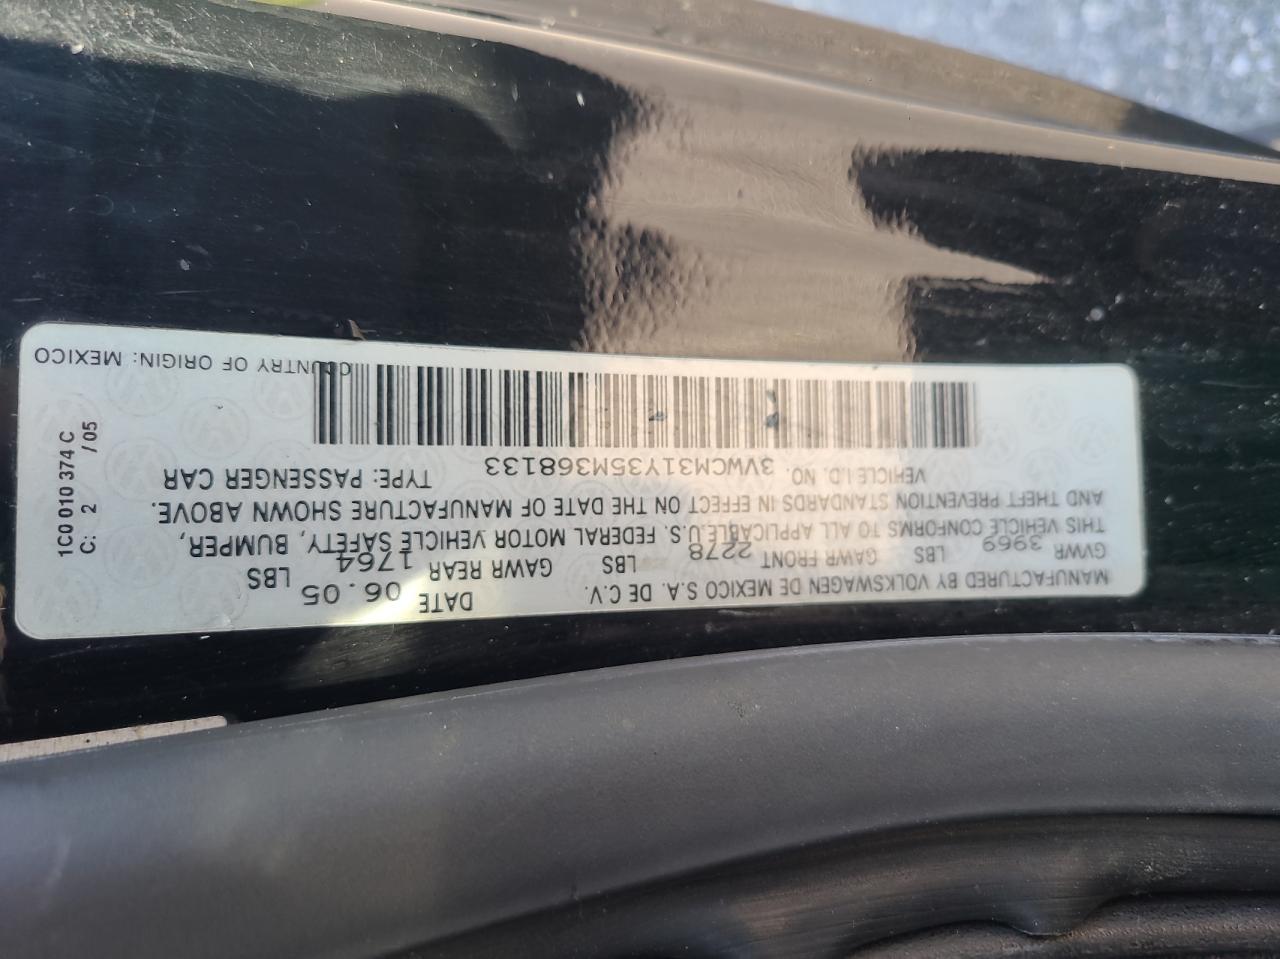 MANUFACTURED BY VOLKSWAGEN DE MEXICO S.A. DE C.V. DATE 06.05
GVWR 3969 LBS GAWR FRONT 2278 LBS GAWR REAR 1764 LBS
THIS VEHICLE CONFORMS TO ALL APPLICABLE U.S. FEDERAL MOTOR VEHICLE SAFETY, BUMPER,
AND THEFT PREVENTION STANDARDS IN EFFECT ON THE DATE OF MANUFACTURE SHOWN ABOVE.
VEHICLE I.D. NO. 3VWCM31Y35M368133 TYPE: PASSENGER CAR
COUNTRY OF ORIGIN: MEXICO
1C0 010 374 C
C: 2 / 05